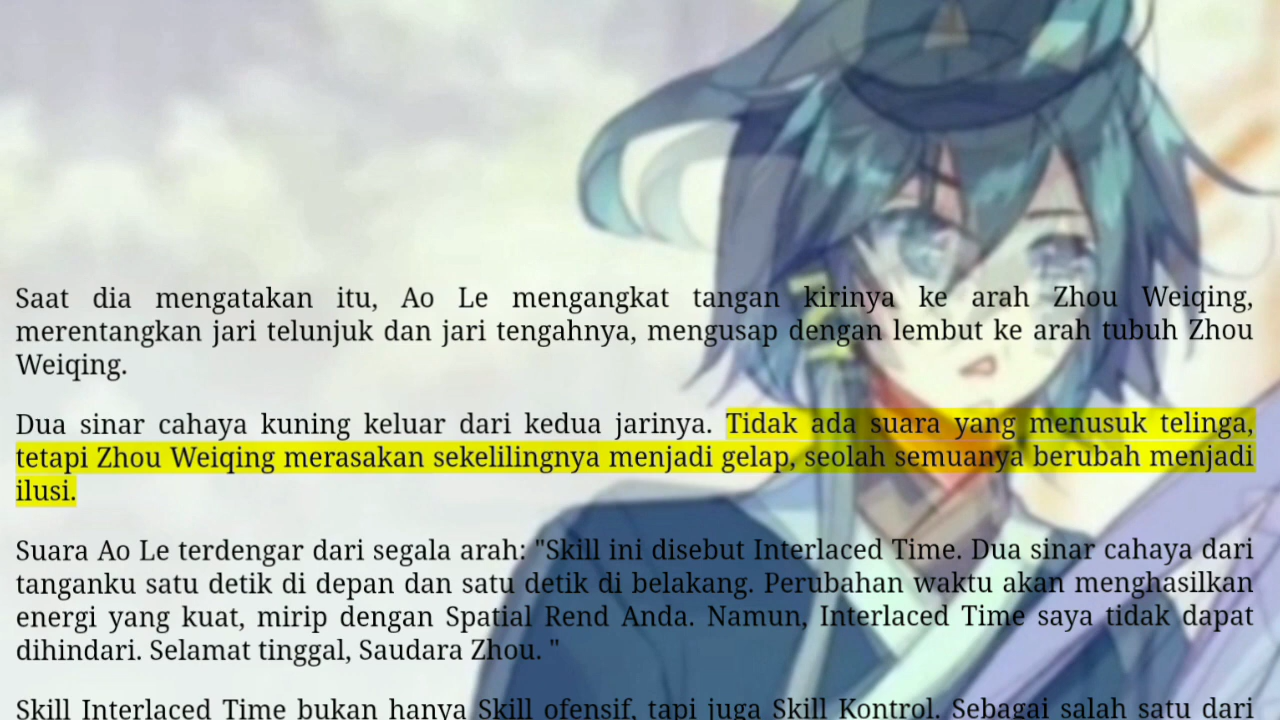 Saat dia mengatakan itu, Ao Le mengangkat tangan kirinya ke arah Zhou Weiqing,
merentangkan jari telunjuk dan jari tengahnya, mengusap dengan lembut ke arah tubuh Zhou
Weiqing.
Dua sinar cahaya kuning keluar dari kedua jarinya. Tidak ada suara yang menusuk telinga,
tetapi Zhou Weiqing merasakan sekelilingnya menjadi gelap, seolah semuanya berubah menjadi
ilusi.
Suara Ao Le terdengar dari segala arah: "Skill ini disebut Interlaced Time. Dua sinar cahaya dari
tanganku satu detik di depan dan satu detik di belakang. Perubahan waktu akan menghasilkan
energi yang kuat, mirip dengan Spatial Rend Anda. Namun, Interlaced Time saya tidak dapat
dihindari. Selamat tinggal, Saudara Zhou. "
Skill Interlaced Time bukan hanya Skill ofensif, tapi juga Skill Kontrol. Sebagai salah satu dari